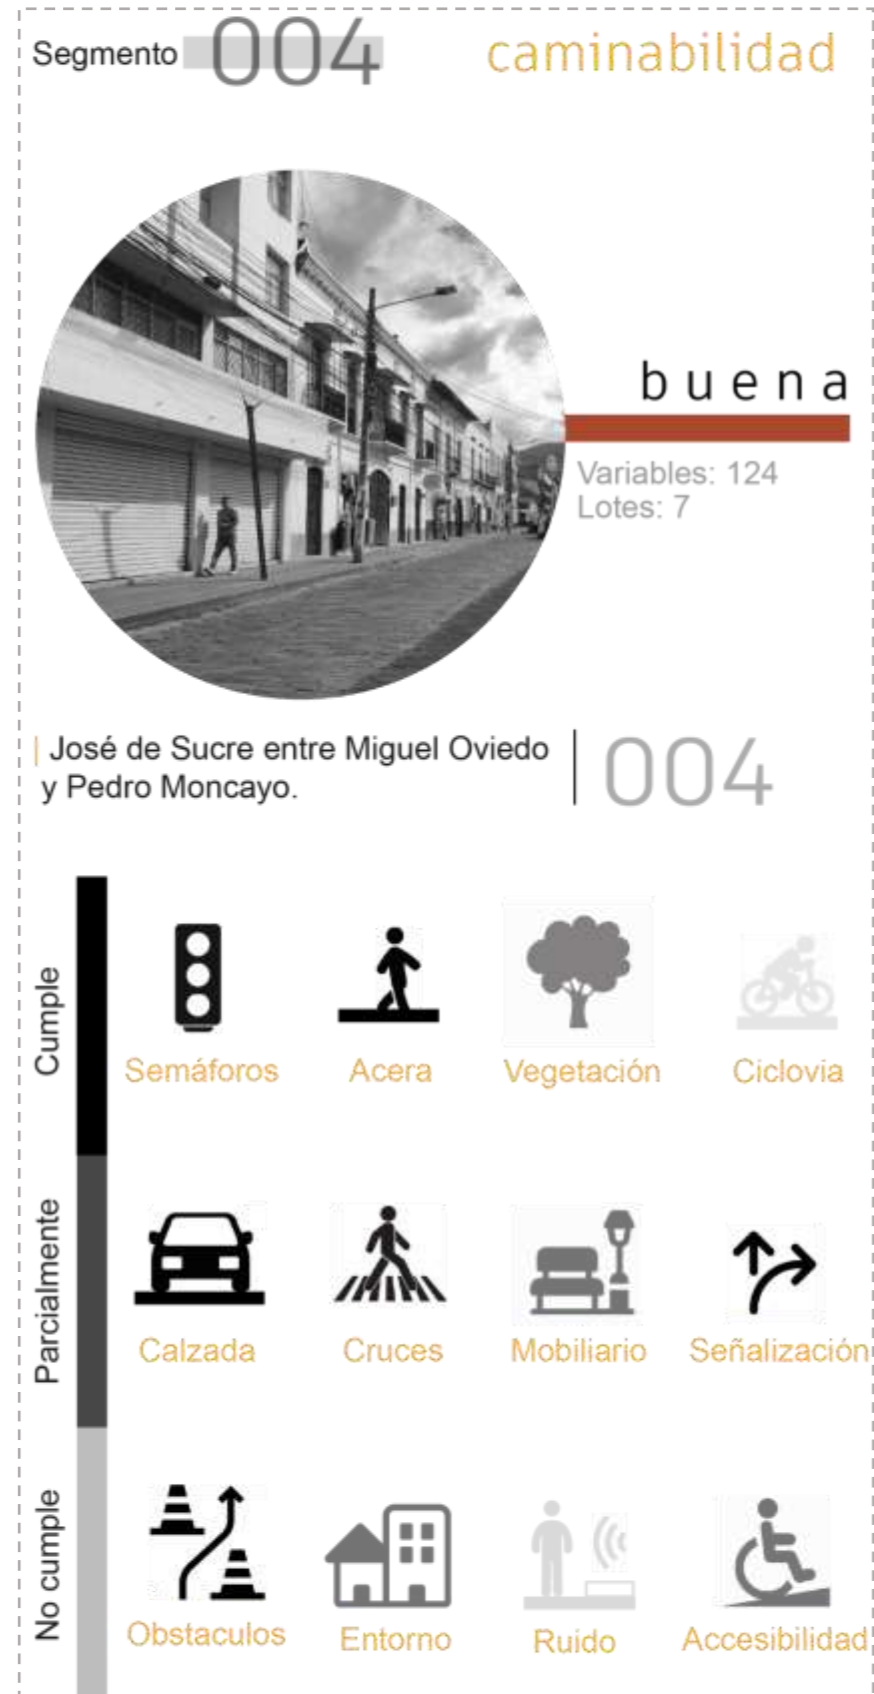 Segmento 004
caminabilidad
buena
Variables: 124
Lotes: 7
José de Sucre entre Miguel Oviedo
y Pedro Moncayo.
004
Cumple
Semáforos Acera Vegetación Ciclovia
Parcialmente
Calzada Cruces Mobiliario Señalización
No cumple
Obstaculos Entorno Ruido Accesibilidad